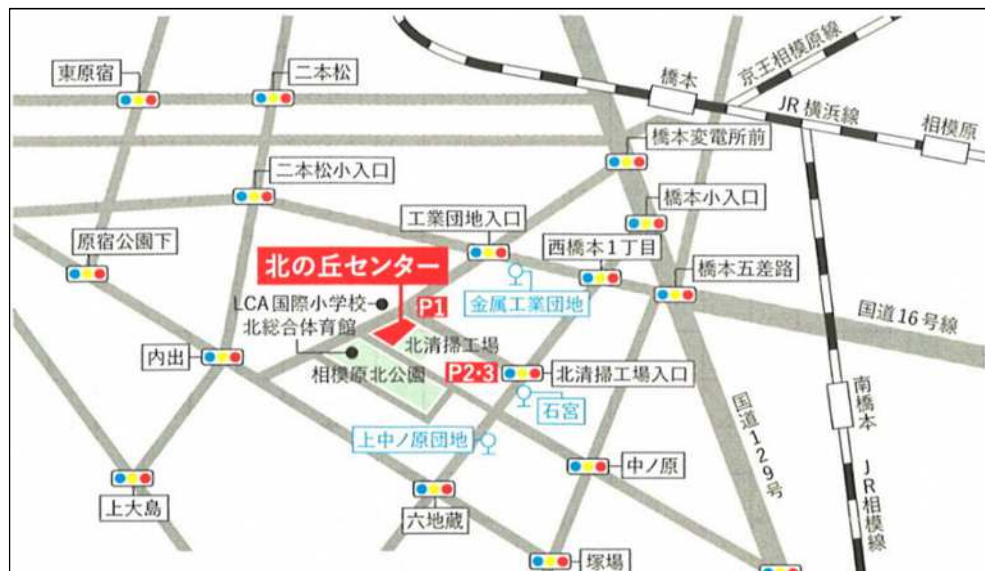 東原宿
二本松
橋本
京王相模原線
JR横浜線
相模原
橋本変電所前
二本松小入口
橋本小入口
工業団地入口
西橋本1丁目
原宿公園下
北の丘センター
橋本五差路
LCA国際小学校
P1
金属工業団地
国道16号線
北総合体育館
北清掃工場
内出
相模原北公園
P2・3
北清掃工場入口
石宮
南橋本
国道129号
上中ノ原団地
中ノ原
上大島
六地蔵
JR相模線
塚場